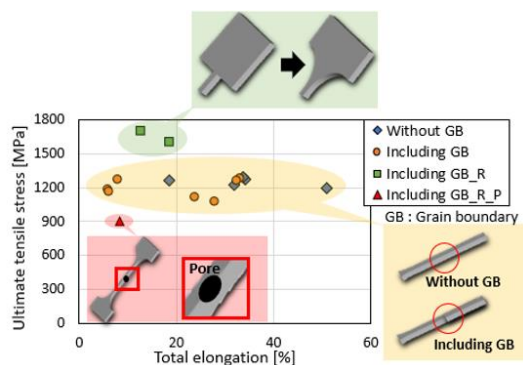 1800
1500
1200
900
600
300
0
Ultimate tensile stress [MPa]
0
20
40
60
Total elongation [%]
Without GB
Including GB
Including GB_R
Including GB_R_P
GB : Grain boundary
Pore
Without GB
Including GB